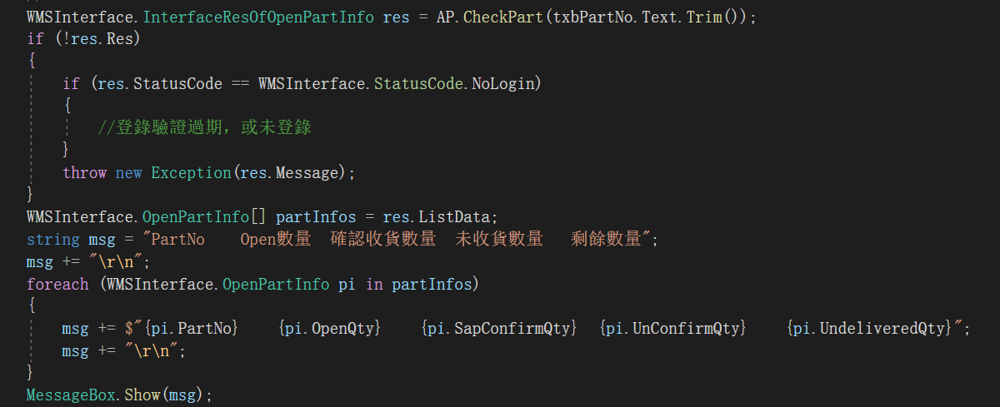 WMSInterface.InterfaceResOfOpenPartInfo res = AP.CheckPart(txbPartNo.Text.Trim());
if (!res.Res)
{
    if (res.StatusCode == WMSInterface.StatusCode.NoLogin)
    {
        //登錄驗證過期，或未登錄
    }
    throw new Exception(res.Message);
}
WMSInterface.OpenPartInfo[] partInfos = res.ListData;
string msg = "PartNo    Open數量  確認收貨數量  未收貨數量   剩餘數量";
msg += "\r\n";
foreach (WMSInterface.OpenPartInfo pi in partInfos)
{
    msg += $"{pi.PartNo}    {pi.OpenQty}    {pi.SapConfirmQty}  {pi.UnConfirmQty}    {pi.UndeliveredQty}";
    msg += "\r\n";
}
MessageBox.Show(msg);